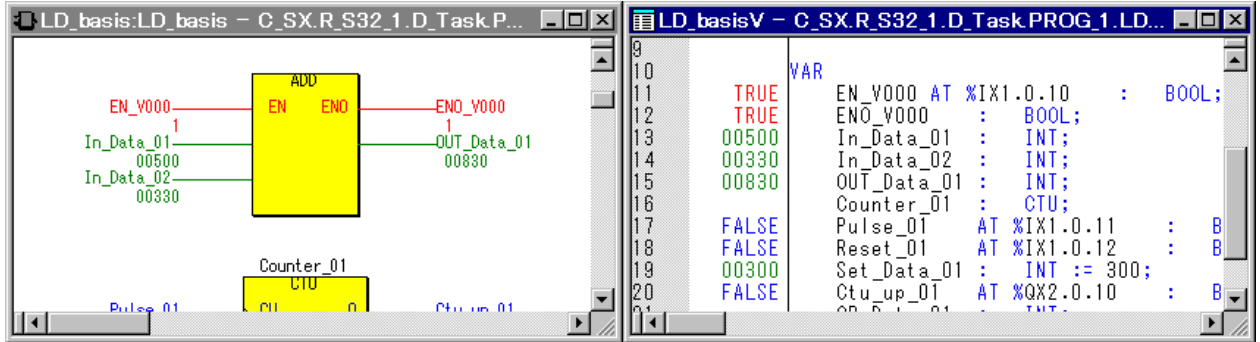 LD_basis:LD_basis - C_SX.R_S32_1.D_Task.P...
ADD
EN_V000 EN ENO ENO_V000
1 1
In_Data_01 OUT_Data_01
00500 00830
In_Data_02
00330
Counter_01
CTU
Pulse_01 CU Q Ctu_up_01
LD_basisV - C_SX.R_S32_1.D_Task.PROG_1.LD...
9
10 VAR
11 TRUE EN_V000 AT %IX1.0.10 : BOOL;
12 TRUE ENO_V000 : BOOL;
13 00500 In_Data_01 : INT;
14 00330 In_Data_02 : INT;
15 00830 OUT_Data_01 : INT;
16 Counter_01 : CTU;
17 FALSE Pulse_01 AT %IX1.0.11 : B
18 FALSE Reset_01 AT %IX1.0.12 : B
19 00300 Set_Data_01 : INT := 300;
20 FALSE Ctu_up_01 AT %QX2.0.10 : B
21 : INT;